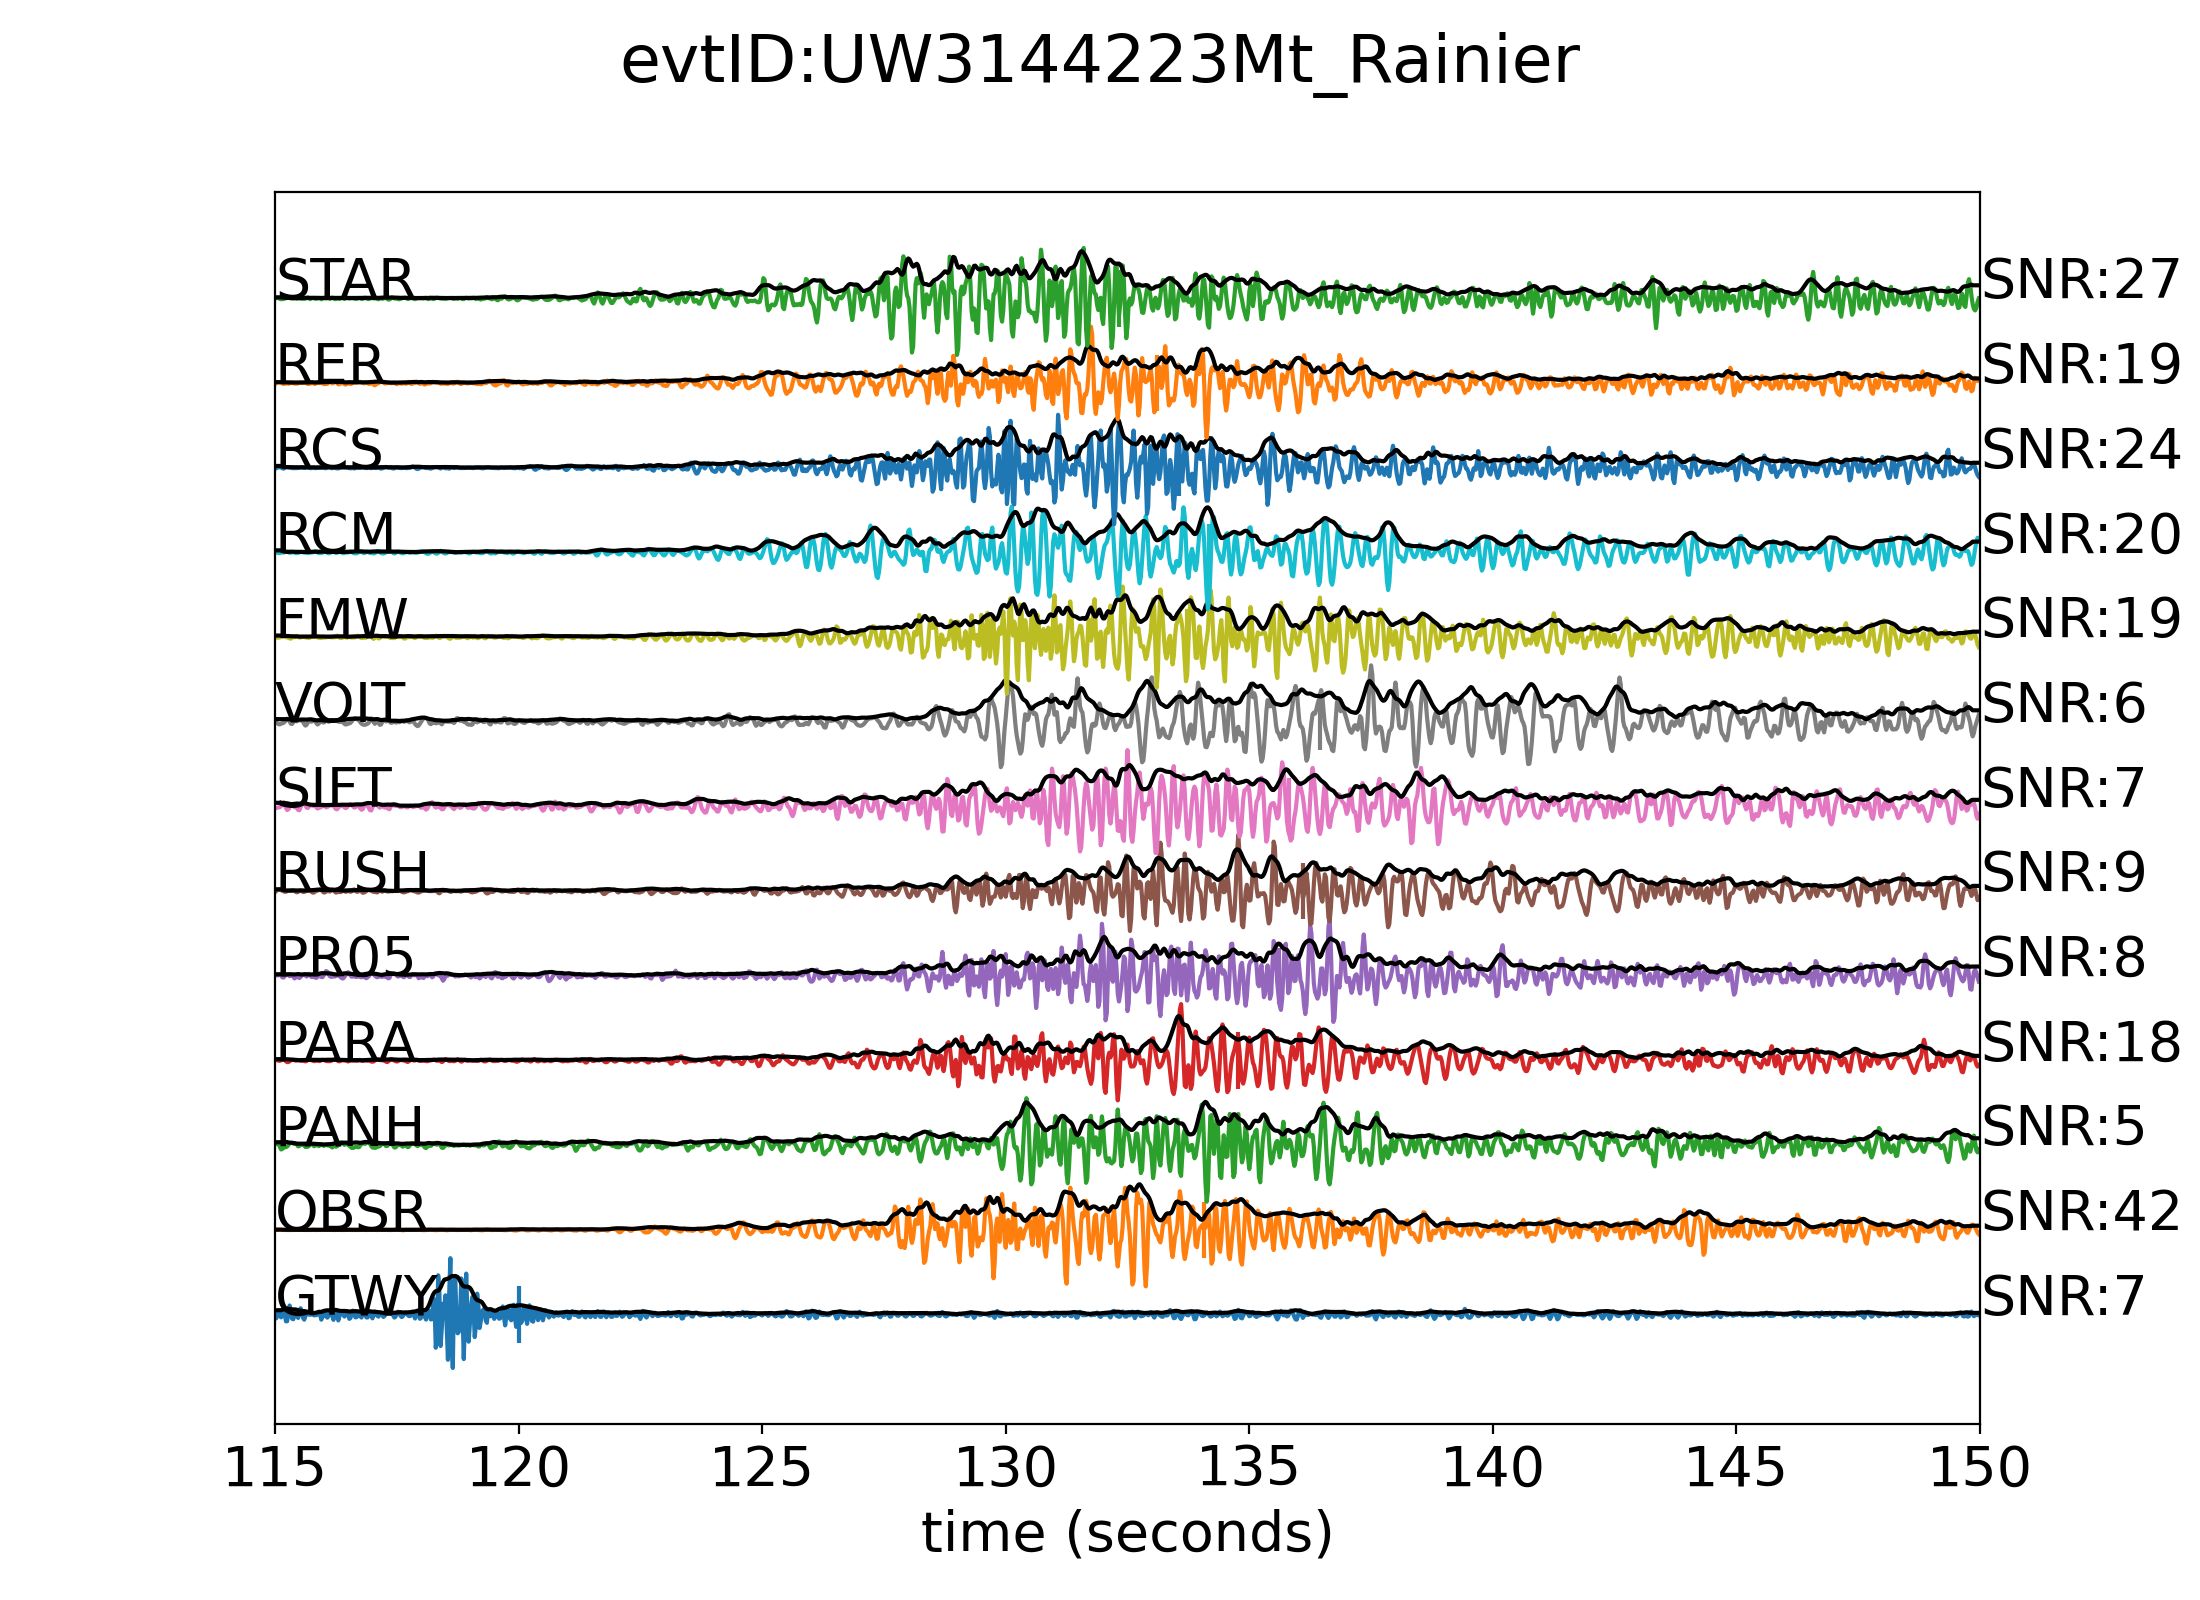 evtID:UW3144223Mt_Rainier
STAR SNR:27
RER SNR:19
RCS SNR:24
RCM SNR:20
FMW SNR:19
VOIT SNR:6
SIFT SNR:7
RUSH SNR:9
PR05 SNR:8
PARA SNR:18
PANH SNR:5
OBSR SNR:42
GTWY SNR:7
115 120 125 130 135 140 145 150
time (seconds)